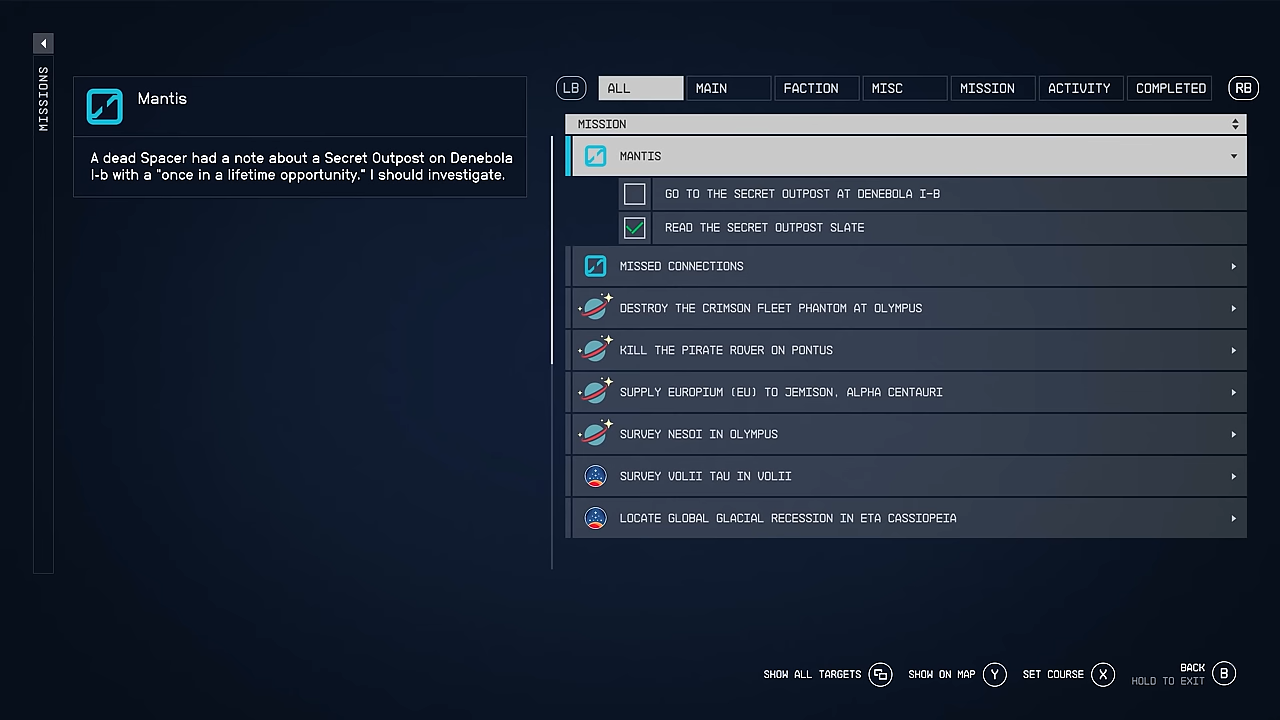 MISSIONS
Mantis
A dead Spacer had a note about a Secret Outpost on Denebola
I-b with a "once in a lifetime opportunity." I should investigate.
LB ALL MAIN FACTION MISC MISSION ACTIVITY COMPLETED RB
MISSION
MANTIS
GO TO THE SECRET OUTPOST AT DENEBOLA I-B
READ THE SECRET OUTPOST SLATE
MISSED CONNECTIONS
DESTROY THE CRIMSON FLEET PHANTOM AT OLYMPUS
KILL THE PIRATE ROVER ON PONTUS
SUPPLY EUROPIUM (EU) TO JEMISON, ALPHA CENTAURI
SURVEY NESOI IN OLYMPUS
SURVEY VOLII TAU IN VOLII
LOCATE GLOBAL GLACIAL RECESSION IN ETA CASSIOPEIA
SHOW ALL TARGETS SHOW ON MAP Y SET COURSE X BACK B
HOLD TO EXIT